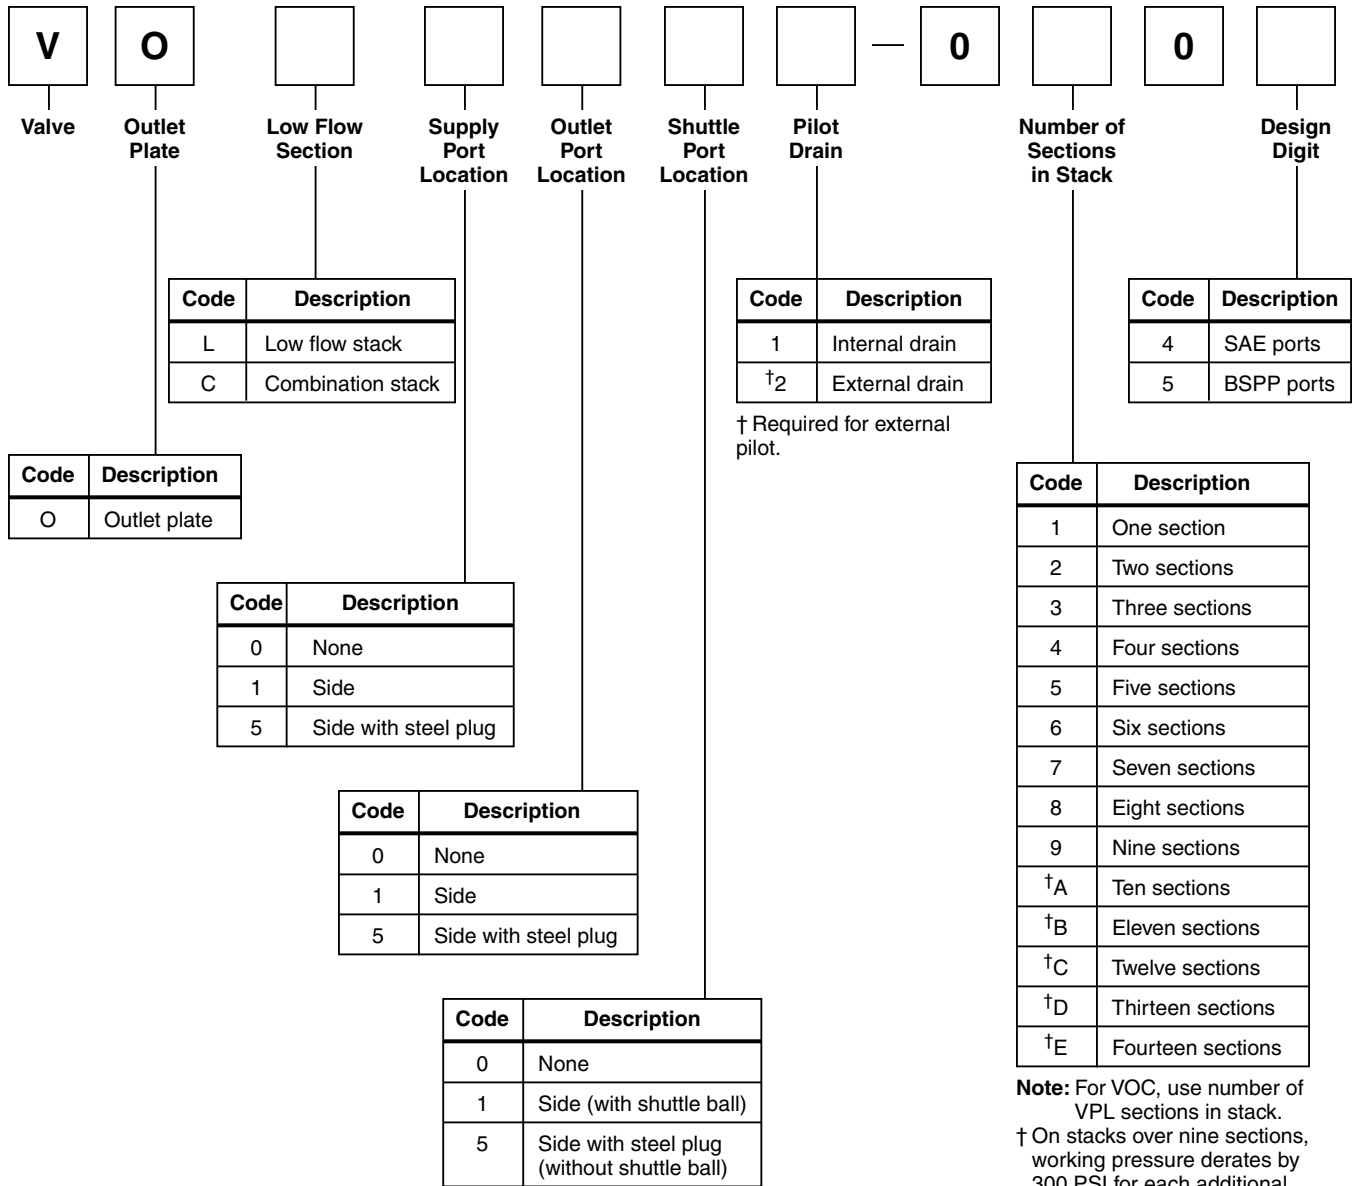 V O — 0 0
Valve
Outlet
Plate
Low Flow
Section
Supply
Port
Location
Outlet
Port
Location
Shuttle
Port
Location
Pilot
Drain
Number of
Sections
in Stack
Design
Digit
Code Description
L Low flow stack
C Combination stack
Code Description
1 Internal drain
†2 External drain
† Required for external
pilot.
Code Description
4 SAE ports
5 BSPP ports
Code Description
O Outlet plate
Code Description
0 None
1 Side
5 Side with steel plug
Code Description
0 None
1 Side
5 Side with steel plug
Code Description
0 None
1 Side (with shuttle ball)
5 Side with steel plug
(without shuttle ball)
Code Description
1 One section
2 Two sections
3 Three sections
4 Four sections
5 Five sections
6 Six sections
7 Seven sections
8 Eight sections
9 Nine sections
†A Ten sections
†B Eleven sections
†C Twelve sections
†D Thirteen sections
†E Fourteen sections
Note: For VOC, use number of
VPL sections in stack.
† On stacks over nine sections,
working pressure derates by
300 PSI for each additional